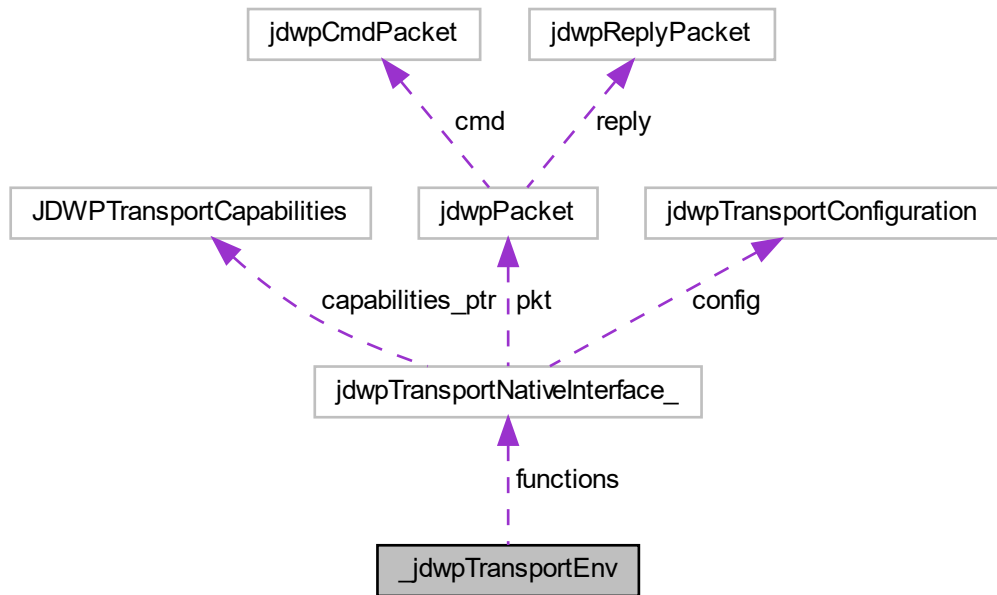 jdwpCmdPacket
jdwpReplyPacket
cmd
reply
JDWPTransportCapabilities
jdwpPacket
jdwpTransportConfiguration
capabilities_ptr
pkt
config
jdwpTransportNativeInterface_
functions
_jdwpTransportEnv